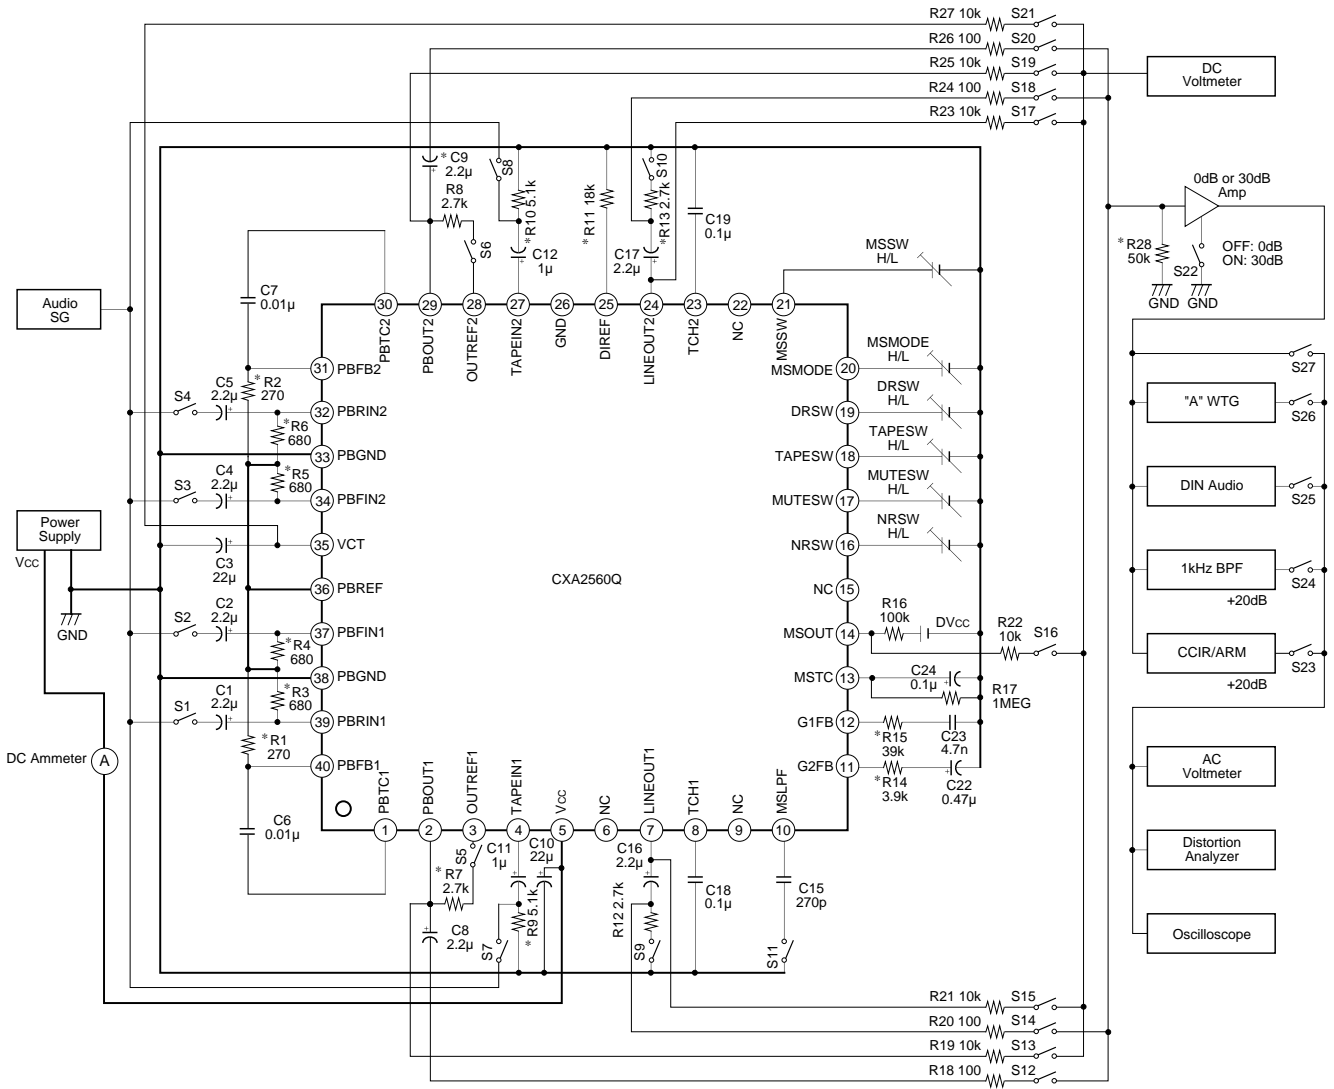 R27 10k S21
R26 100 S20
R25 10k S19
R24 100 S18
R23 10k S17
DC
Voltmeter
* C9
2.2µ
R8
2.7k
S6
S8
*R10 5.1k
C12
1µ
*R11 18k
S10
*R13 2.7k
C17
2.2µ
C19
0.1µ
0dB or 30dB
Amp
*R28
50k
S22
OFF: 0dB
ON: 30dB
GND GND
MSSW
H/L
C7
0.01µ
Audio
SG
30 29 28 27 26 25 24 23 22 21
PBTC2
PBOUT2
OUTREF2
TAPEIN2
GND
DIREF
LINEOUT2
TCH2
NC
MSSW
31 PBFB2
32 PBRIN2
33 PBGND
34 PBFIN2
35 VCT
36 PBREF
37 PBFIN1
38 PBGND
39 PBRIN1
40 PBFB1
S4
C5
2.2µ
*R2
270
*R6
680
S3
C4
2.2µ
*R5
680
C3
22µ
Power
Supply
Vcc
GND
S2
C2
2.2µ
*R4
680
S1
C1
2.2µ
*R3
680
*R1
270
DC Ammeter A
C6
0.01µ
CXA2560Q
MSMODE 20
DRSW 19
TAPESW 18
MUTESW 17
NRSW 16
NC 15
MSOUT 14
MSTC 13
G1FB 12
G2FB 11
MSMODE
H/L
DRSW
H/L
TAPESW
H/L
MUTESW
H/L
NRSW
H/L
R16
100k
DVcc
R22
10k
S16
C24
0.1µ
R17
1MEG
*R15
39k
C23
4.7n
*R14
3.9k
C22
0.47µ
PBTC1
PBOUT1
OUTREF1
TAPEIN1
Vcc
NC
LINEOUT1
TCH1
NC
MSLPF
1 2 3 4 5 6 7 8 9 10
S5
* R7
2.7k
C8
2.2µ
C11
1µ
C10
22µ
S7
* R9 5.1k
C16
2.2µ
R12 2.7k
S9
C18
0.1µ
C15
270p
S11
S27
"A" WTG
S26
DIN Audio
S25
1kHz BPF
S24
+20dB
CCIR/ARM
S23
+20dB
AC
Voltmeter
Distortion
Analyzer
Oscilloscope
R21 10k S15
R20 100 S14
R19 10k S13
R18 100 S12